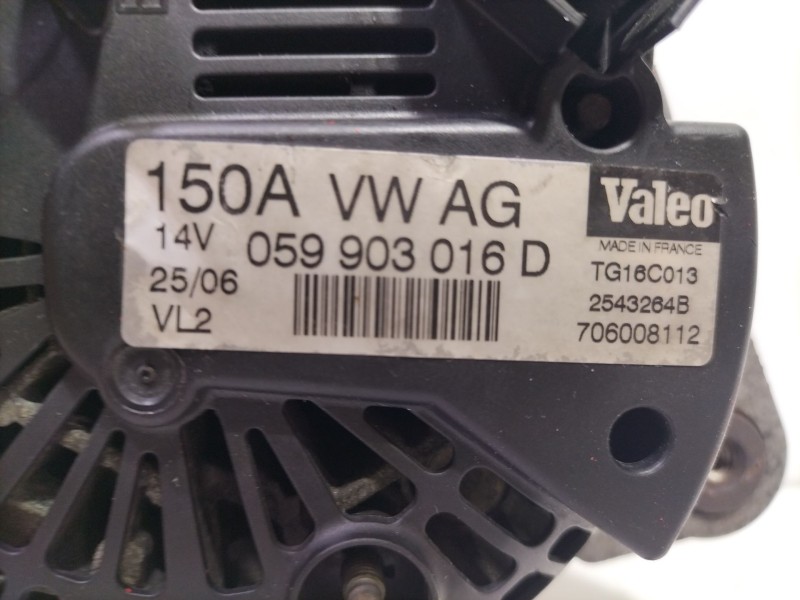 150A VW AG
14V 059 903 016 D
25/06
VL2
Valeo
MADE IN FRANCE
TG16C013
2543264B
706008112